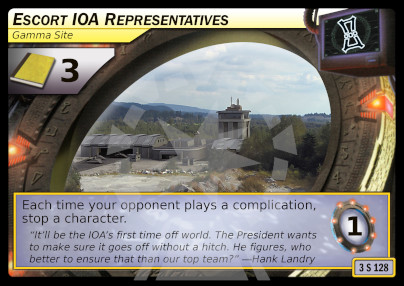 ESCORT IOA REPRESENTATIVES
Gamma Site
3
Each time your opponent plays a complication,
stop a character.
"It'll be the IOA's first time off world. The President wants
to make sure it goes off without a hitch. He figures, who
better to ensure that than our top team?" —Hank Landry
1
3 S 128